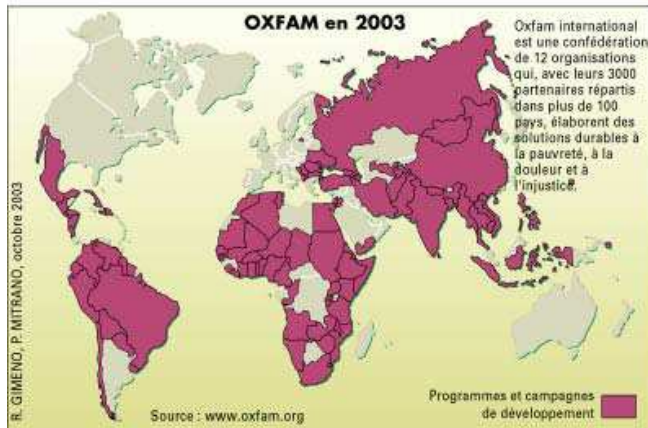 OXFAM en 2003
Oxfam international
est une confédération
de 12 organisations
qui, avec leurs 3000
partenaires répartis
dans plus de 100
pays, élaborent des
solutions durables à
la pauvreté, à la
douleur et à
l'injustice.
R. GIMENO, P. MITRANO, octobre 2003
Source : www.oxfam.org
Programmes et campagnes
de développement